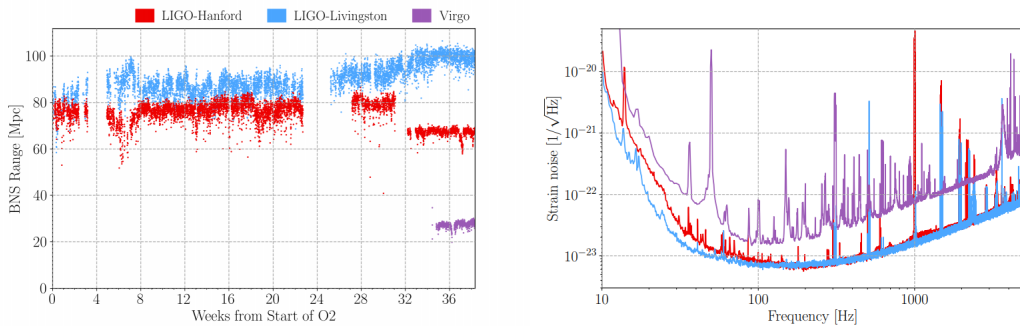 LIGO-Hanford LIGO-Livingston Virgo
BNS Range [Mpc]
100
80
60
40
20
0
0 4 8 12 16 20 24 28 32 36
Weeks from Start of O2
Strain noise [1/√Hz]
10⁻²⁰
10⁻²¹
10⁻²²
10⁻²³
10 100 1000
Frequency [Hz]